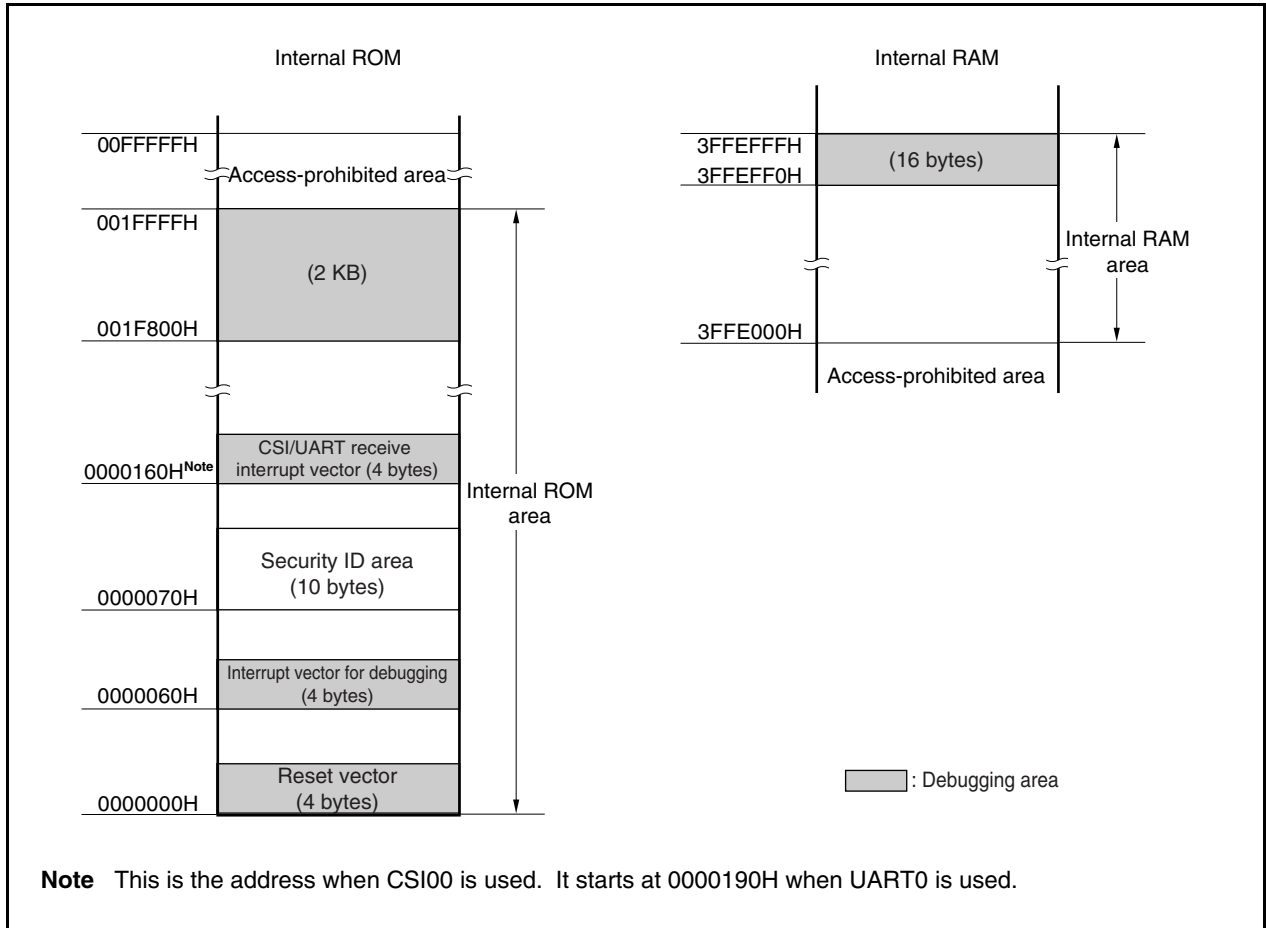 Internal ROM
00FFFFFH
Access-prohibited area
001FFFFH
(2 KB)
001F800H
CSI/UART receive
interrupt vector (4 bytes)
0000160HNote
Internal ROM
area
Security ID area
(10 bytes)
0000070H
Interrupt vector for debugging
(4 bytes)
0000060H
Reset vector
(4 bytes)
0000000H
Internal RAM
3FFEFFFH
(16 bytes)
3FFEFF0H
Internal RAM
area
3FFE000H
Access-prohibited area
: Debugging area
Note This is the address when CSI00 is used. It starts at 0000190H when UART0 is used.